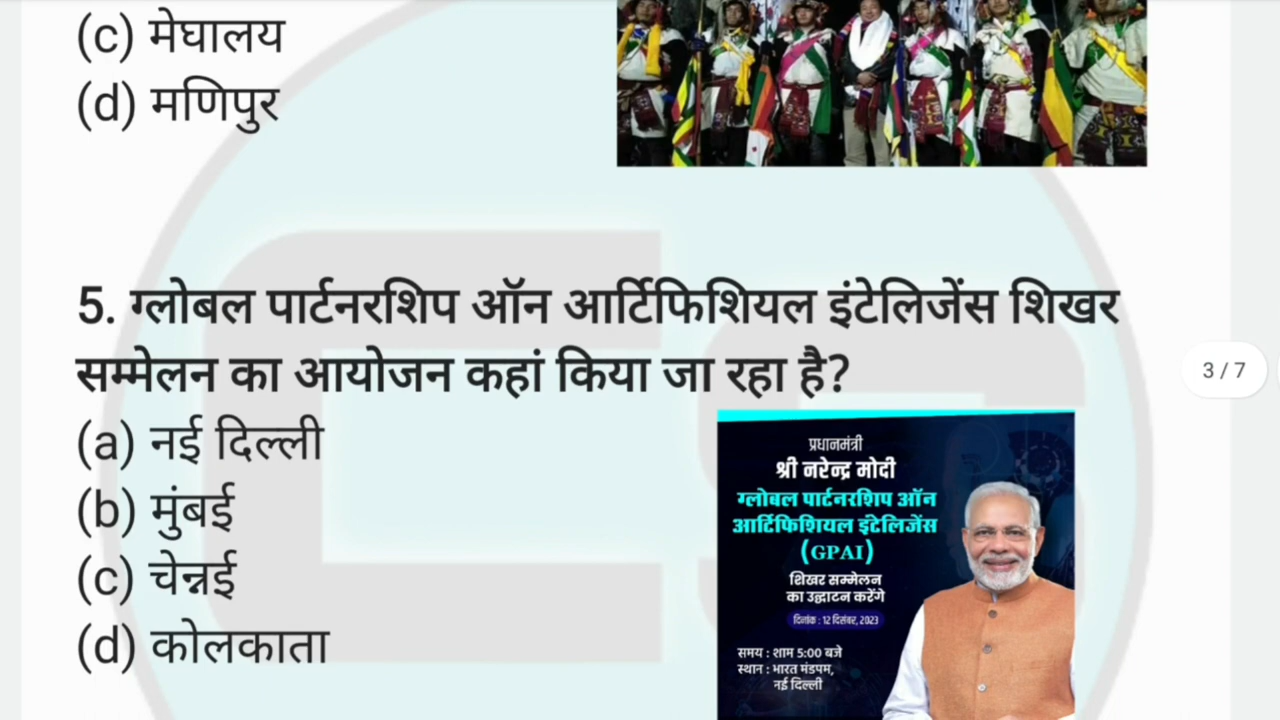 (c) मेघालय
(d) मणिपुर
5. ग्लोबल पार्टनरशिप ऑन आर्टिफिशियल इंटेलिजेंस शिखर
सम्मेलन का आयोजन कहां किया जा रहा है?
3 / 7
(a) नई दिल्ली
(b) मुंबई
(c) चेन्नई
(d) कोलकाता
प्रधानमंत्री
श्री नरेन्द्र मोदी
ग्लोबल पार्टनरशिप ऑन
आर्टिफिशियल इंटेलिजेंस
(GPAI)
शिखर सम्मेलन
का उद्घाटन करेंगे
दिनांक : 12 दिसंबर, 2023
समय : शाम 5:00 बजे
स्थान : भारत मंडपम,
नई दिल्ली